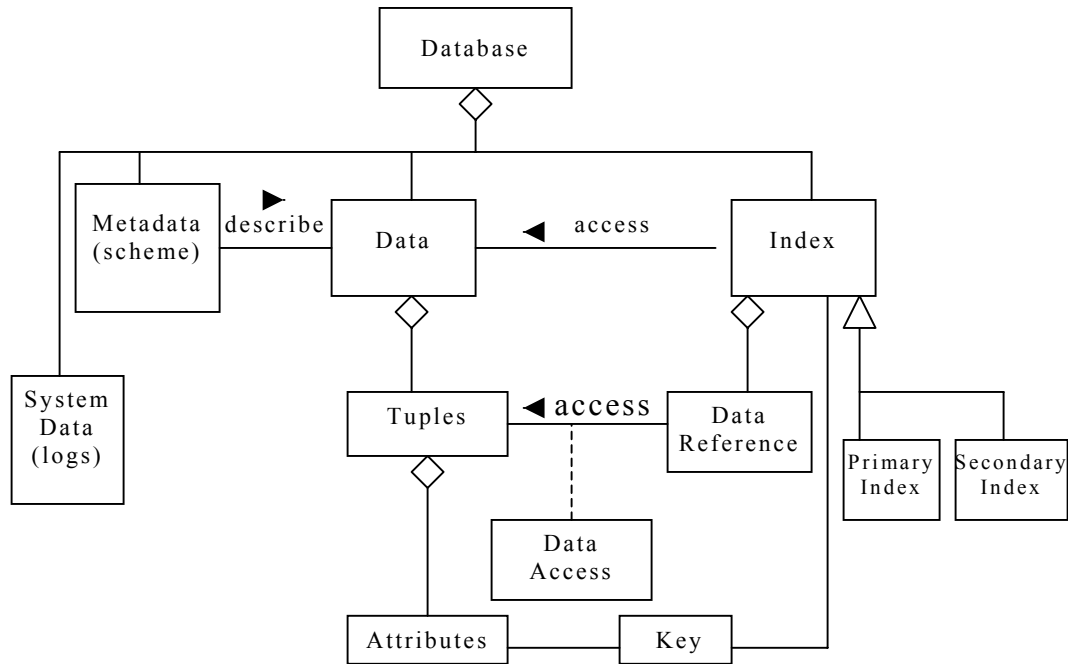 Database
Metadata
(scheme)
describe
Data
access
Index
System
Data
(logs)
Tuples
access
Data
Reference
Primary
Index
Secondary
Index
Data
Access
Attributes
Key